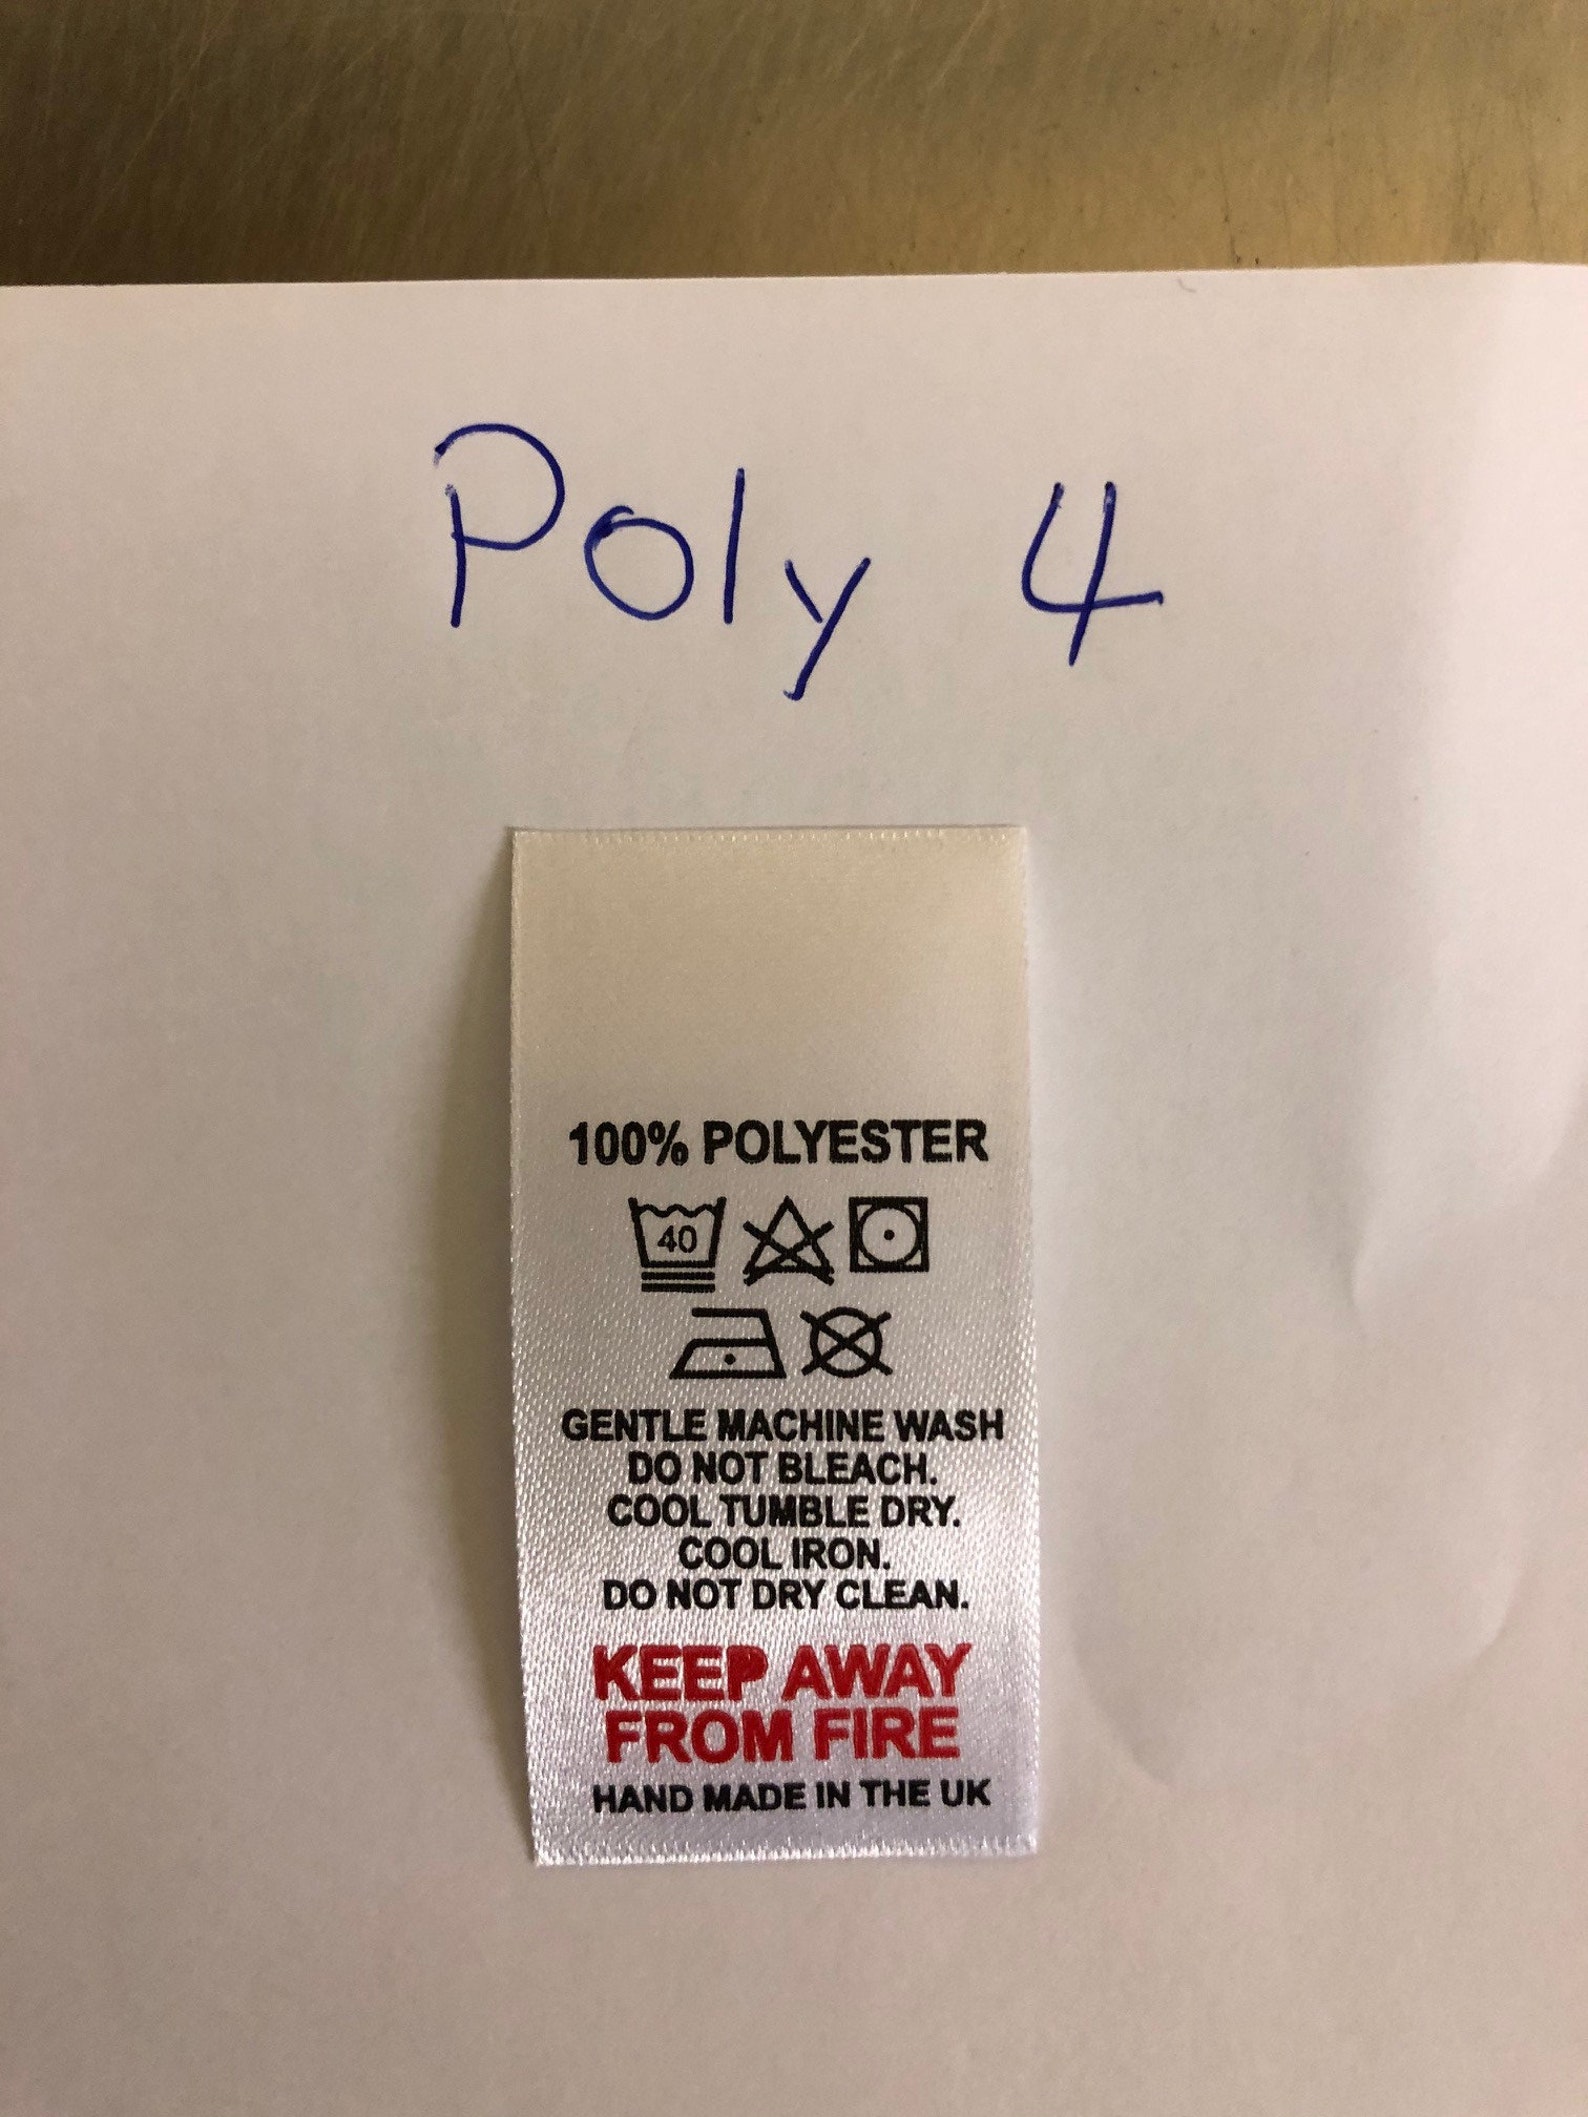 Poly 4
100% POLYESTER
40
GENTLE MACHINE WASH
DO NOT BLEACH.
COOL TUMBLE DRY.
COOL IRON.
DO NOT DRY CLEAN.
KEEP AWAY
FROM FIRE
HAND MADE IN THE UK